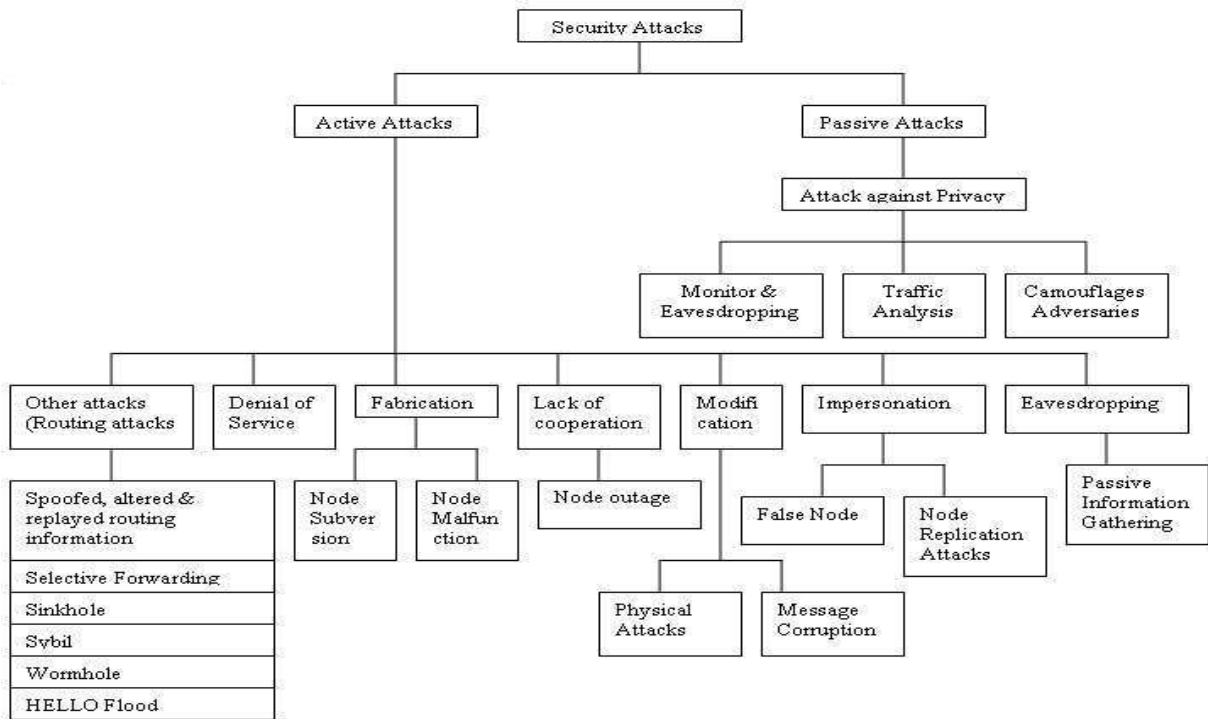 Security Attacks
Active Attacks
Passive Attacks
Attack against Privacy
Monitor &
Eavesdropping
Traffic
Analysis
Camouflages
Adversaries
Other attacks
(Routing attacks
Denial of
Service
Fabrication
Lack of
cooperation
Modifi
cation
Impersonation
Eavesdropping
Spoofed, altered &
replayed routing
information
Selective Forwarding
Sinkhole
Sybil
Wormhole
HELLO Flood
Node
Subver
sion
Node
Malfun
ction
Node outage
Physical
Attacks
Message
Corruption
False Node
Node
Replication
Attacks
Passive
Information
Gathering